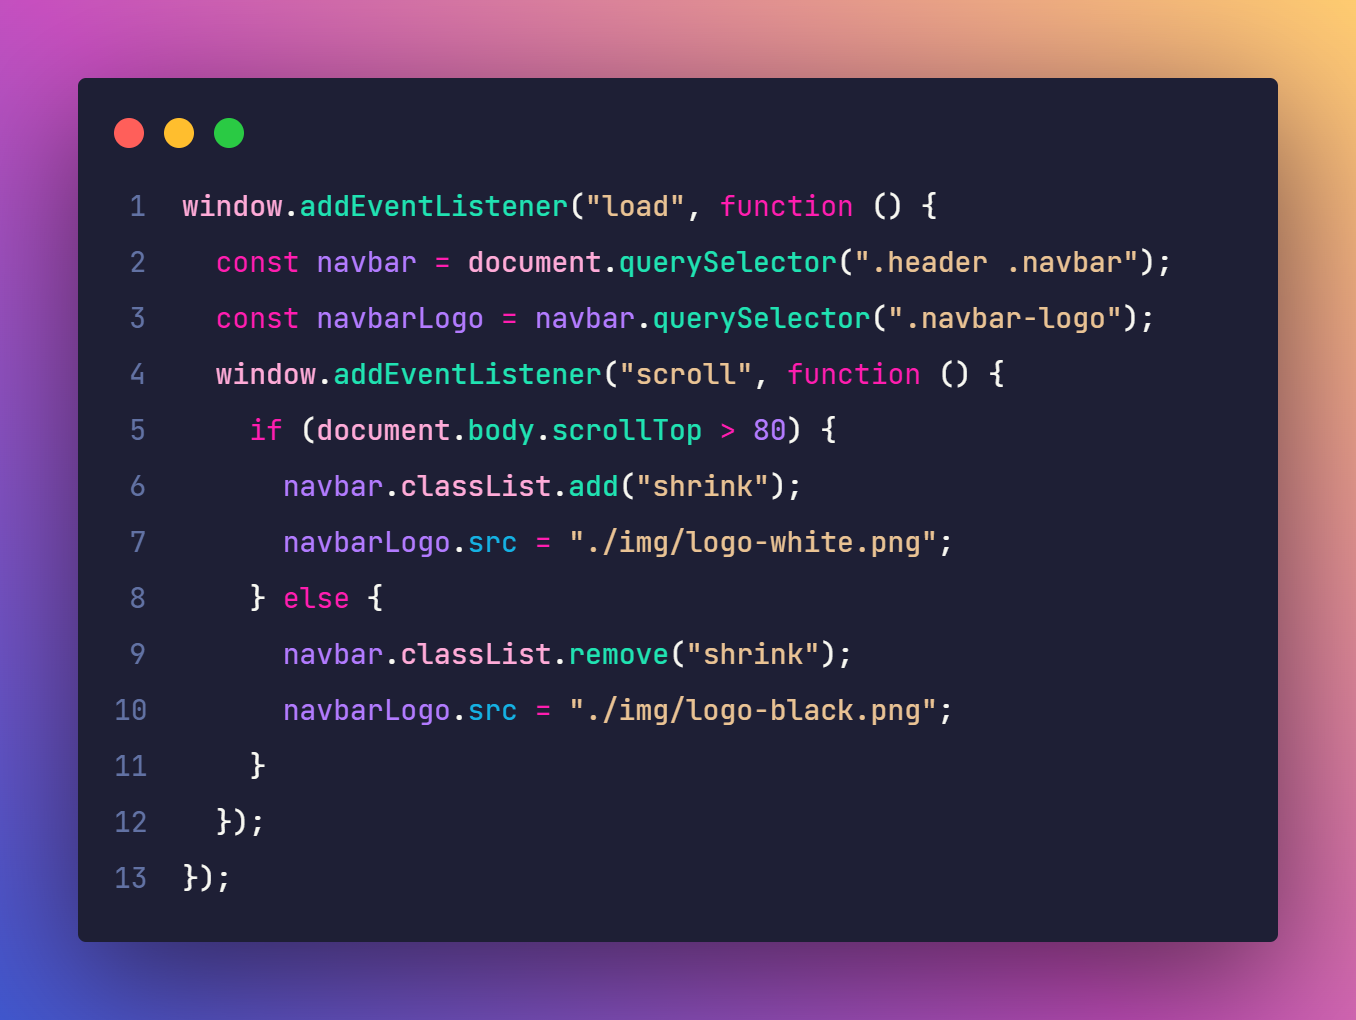 1 window.addEventListener("load", function () {
2   const navbar = document.querySelector(".header .navbar");
3   const navbarLogo = navbar.querySelector(".navbar-logo");
4   window.addEventListener("scroll", function () {
5     if (document.body.scrollTop > 80) {
6       navbar.classList.add("shrink");
7       navbarLogo.src = "./img/logo-white.png";
8     } else {
9       navbar.classList.remove("shrink");
10       navbarLogo.src = "./img/logo-black.png";
11     }
12   });
13 });